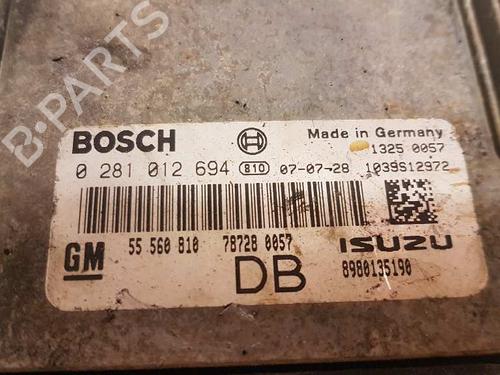 B-PARTS
BOSCH
Made in Germany
1325 0057
0 281 012 694 B10 07-07-28 1039S12972
GM 55 560 810 78728 0057 ISUZU
DB 8980135190